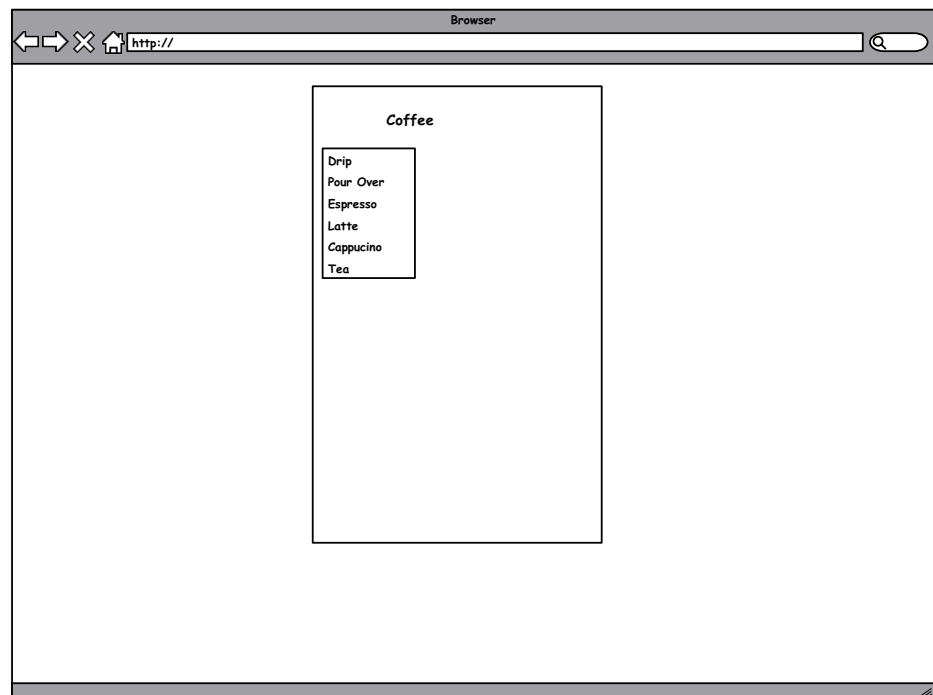 Browser
http://
Coffee
Drip
Pour Over
Espresso
Latte
Cappucino
Tea